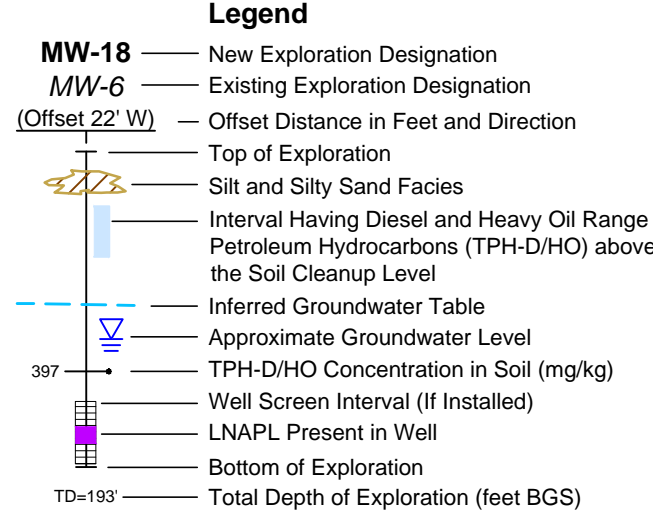 Legend
MW-18 New Exploration Designation
MW-6 Existing Exploration Designation
(Offset 22' W) Offset Distance in Feet and Direction
Top of Exploration
Silt and Silty Sand Facies
Interval Having Diesel and Heavy Oil Range
Petroleum Hydrocarbons (TPH-D/HO) above
the Soil Cleanup Level
Inferred Groundwater Table
Approximate Groundwater Level
397 TPH-D/HO Concentration in Soil (mg/kg)
Well Screen Interval (If Installed)
LNAPL Present in Well
Bottom of Exploration
TD=193' Total Depth of Exploration (feet BGS)